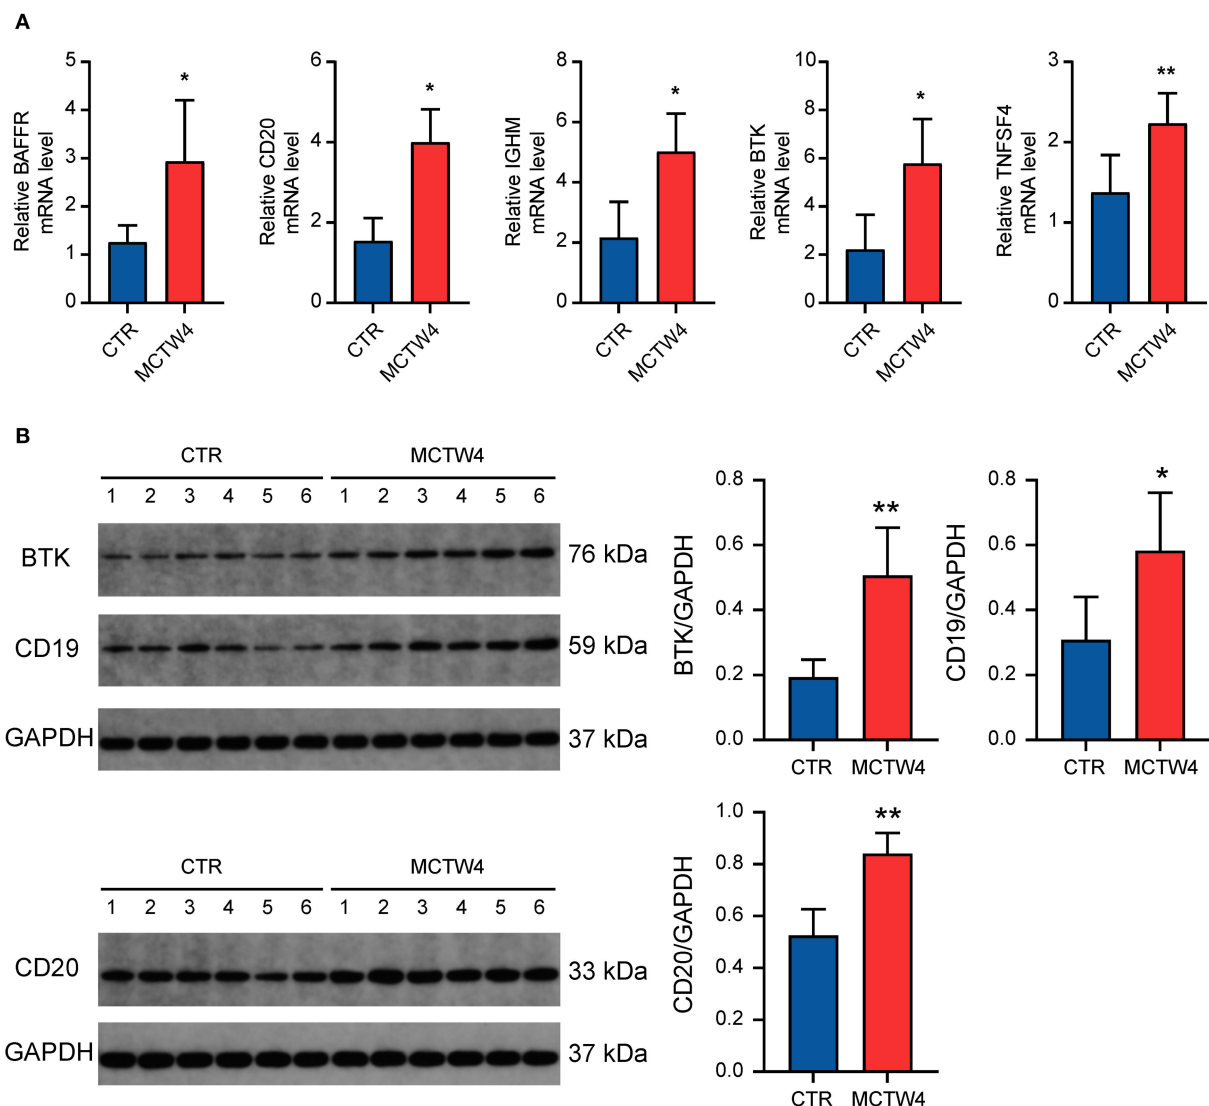 A
Relative BAFFR
mRNA level
5
4
3
2
1
0
*
CTR
MCTW4
Relative CD20
mRNA level
6
4
2
0
*
CTR
MCTW4
Relative IGHM
mRNA level
8
6
4
2
0
*
CTR
MCTW4
Relative BTK
mRNA level
10
8
6
4
2
0
*
CTR
MCTW4
Relative TNFSF4
mRNA level
3
2
1
0
**
CTR
MCTW4
B
CTR MCTW4
1 2 3 4 5 6 1 2 3 4 5 6
BTK 76 kDa
CD19 59 kDa
GAPDH 37 kDa
BTK/GAPDH
0.8
0.6
0.4
0.2
0.0
**
CTR MCTW4
CD19/GAPDH
0.8
0.6
0.4
0.2
0.0
*
CTR MCTW4
CTR MCTW4
1 2 3 4 5 6 1 2 3 4 5 6
CD20 33 kDa
GAPDH 37 kDa
CD20/GAPDH
1.0
0.8
0.6
0.4
0.2
0.0
**
CTR MCTW4